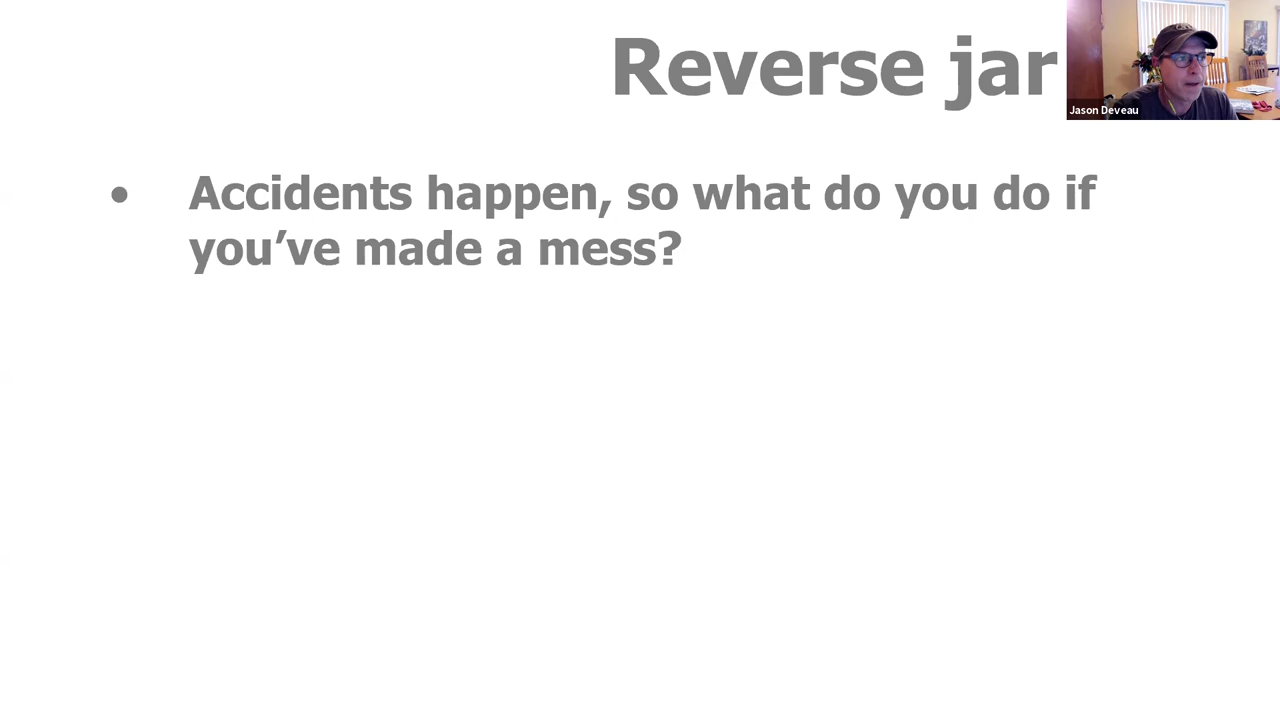 Reverse jar
Jason Deveau
• Accidents happen, so what do you do if
you’ve made a mess?